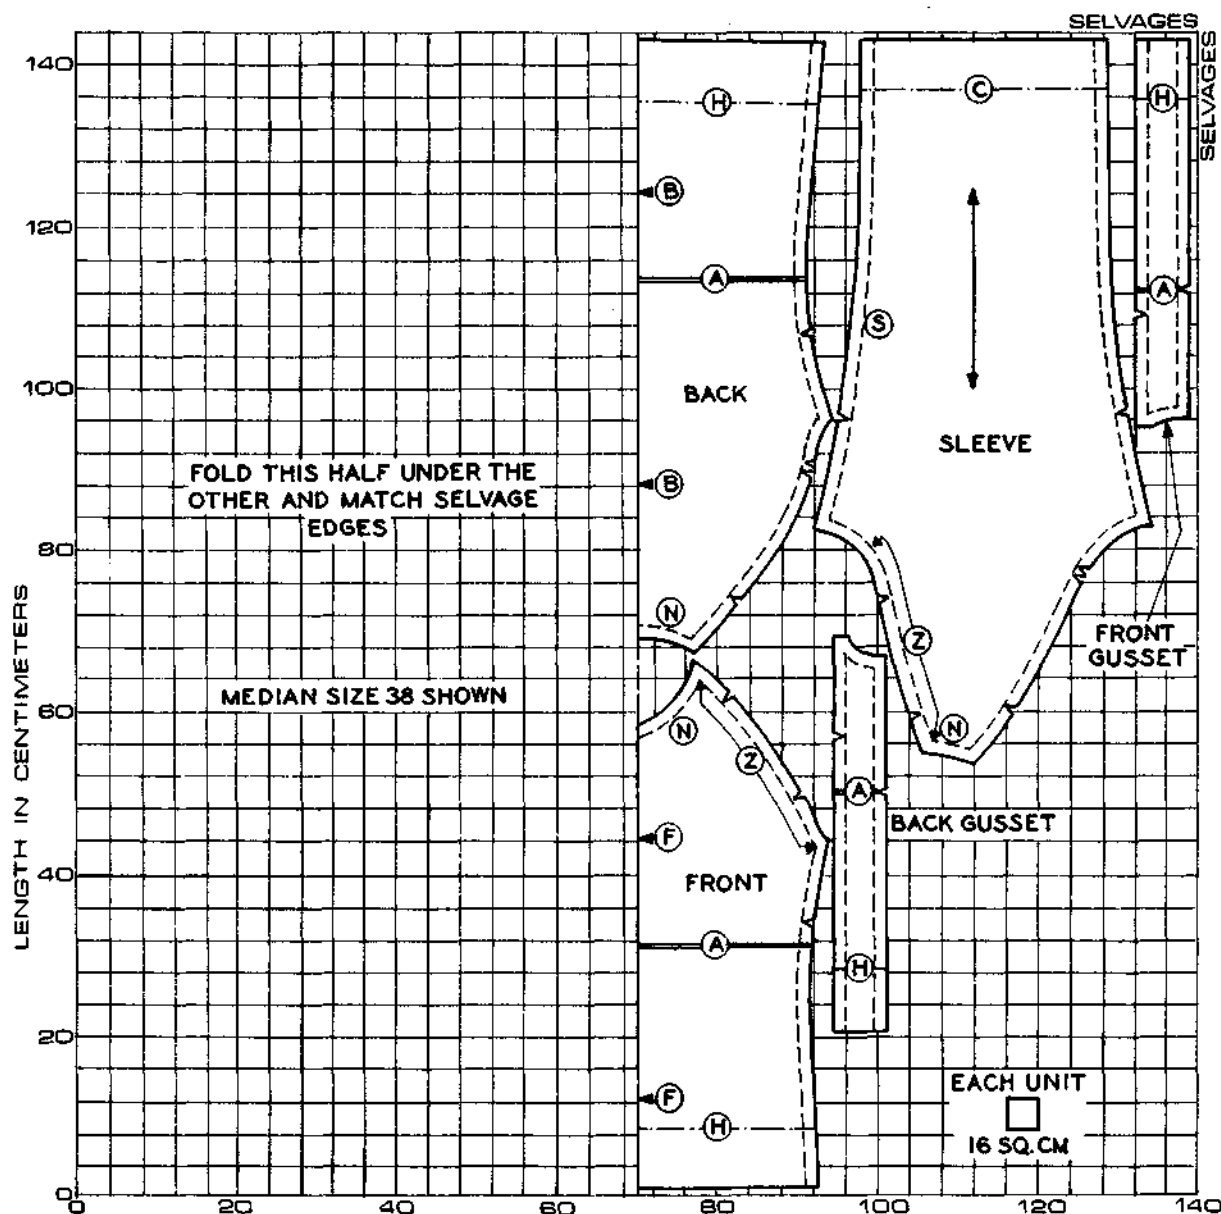 SELVAGES
SELVAGES
140
H
C
H
B
120
A
A
S
100
BACK
SLEEVE
FOLD THIS HALF UNDER THE
OTHER AND MATCH SELVAGE
EDGES
B
80
LENGTH IN CENTIMETERS
N
Z
FRONT
GUSSET
MEDIAN SIZE 38 SHOWN
60
N
N
Z
A
BACK GUSSET
F
40
FRONT
A
H
20
EACH UNIT
16 SQ.CM
F
H
0
0
20
40
60
80
100
120
140